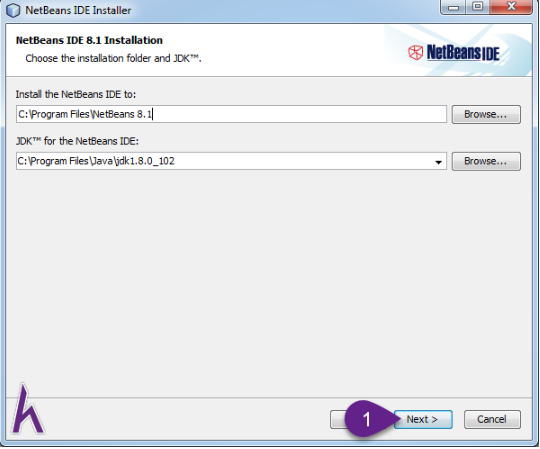 NetBeans IDE Installer
NetBeans IDE 8.1 Installation
Choose the installation folder and JDK™.
NetBeans IDE
Install the NetBeans IDE to:
C:\Program Files\NetBeans 8.1
Browse...
JDK™ for the NetBeans IDE:
C:\Program Files\Java\jdk1.8.0_102
Browse...
1
Next >
Cancel